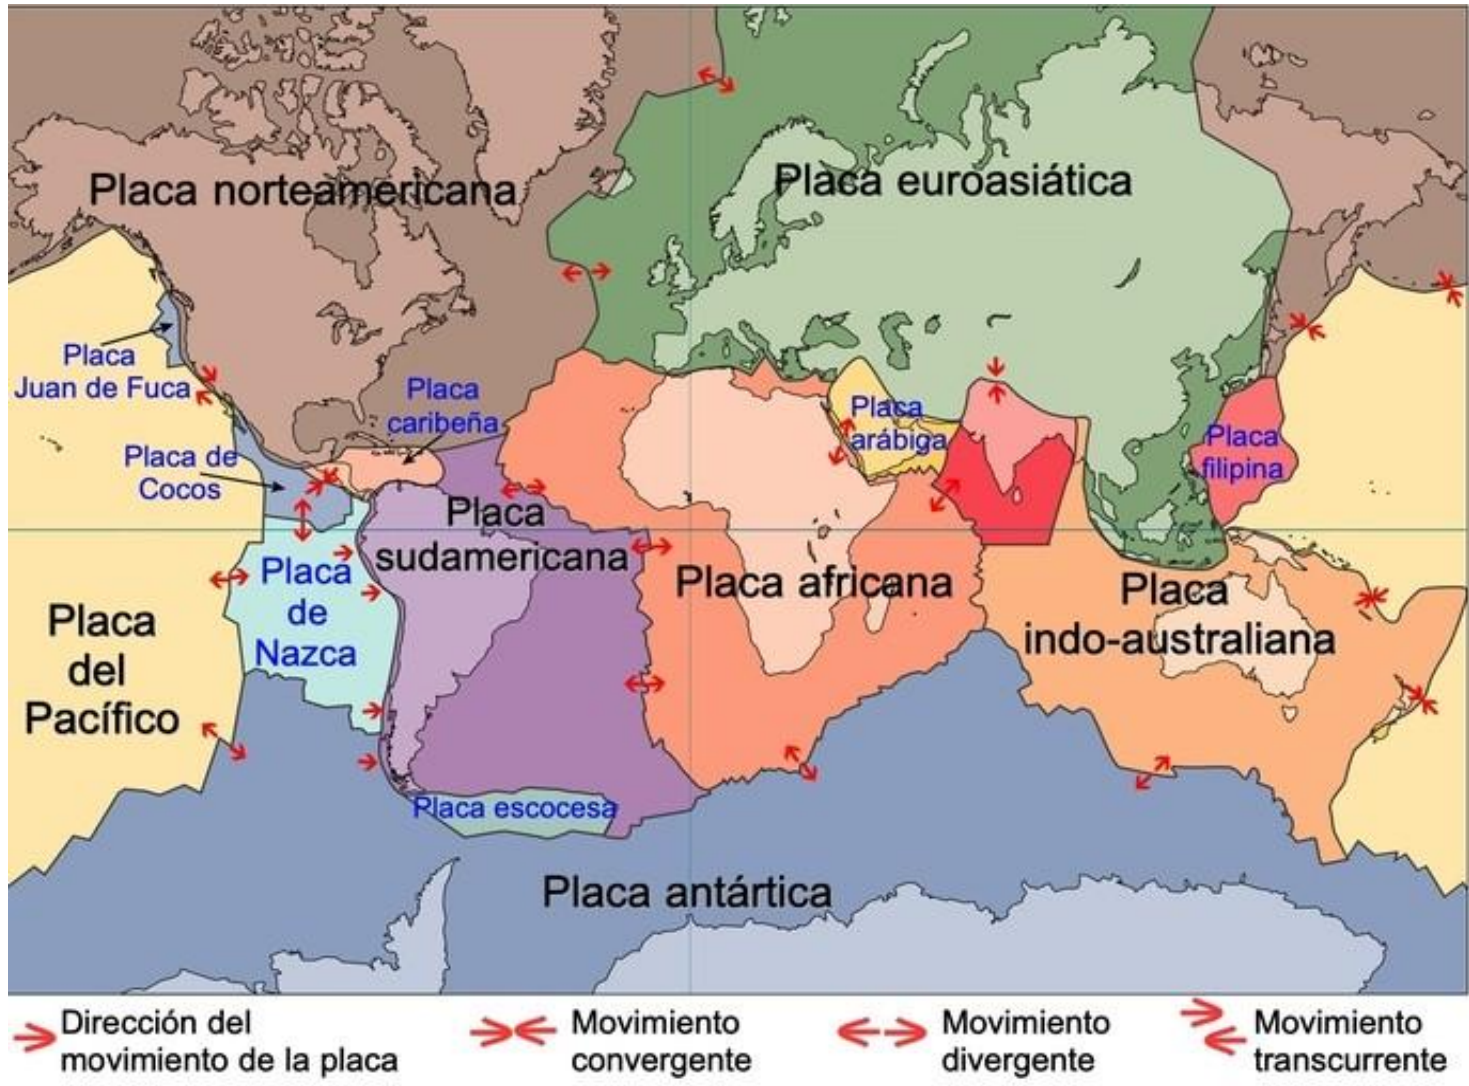 Placa norteamericana
Placa euroasiática
Placa
Juan de Fuca
Placa
caribeña
Placa
arábiga
Placa
filipina
Placa de
Cocos
Placa
sudamericana
Placa
de
Nazca
Placa africana
Placa
indo-australiana
Placa
del
Pacífico
Placa escocesa
Placa antártica
Dirección del
movimiento de la placa
Movimiento
convergente
Movimiento
divergente
Movimiento
transcurrente